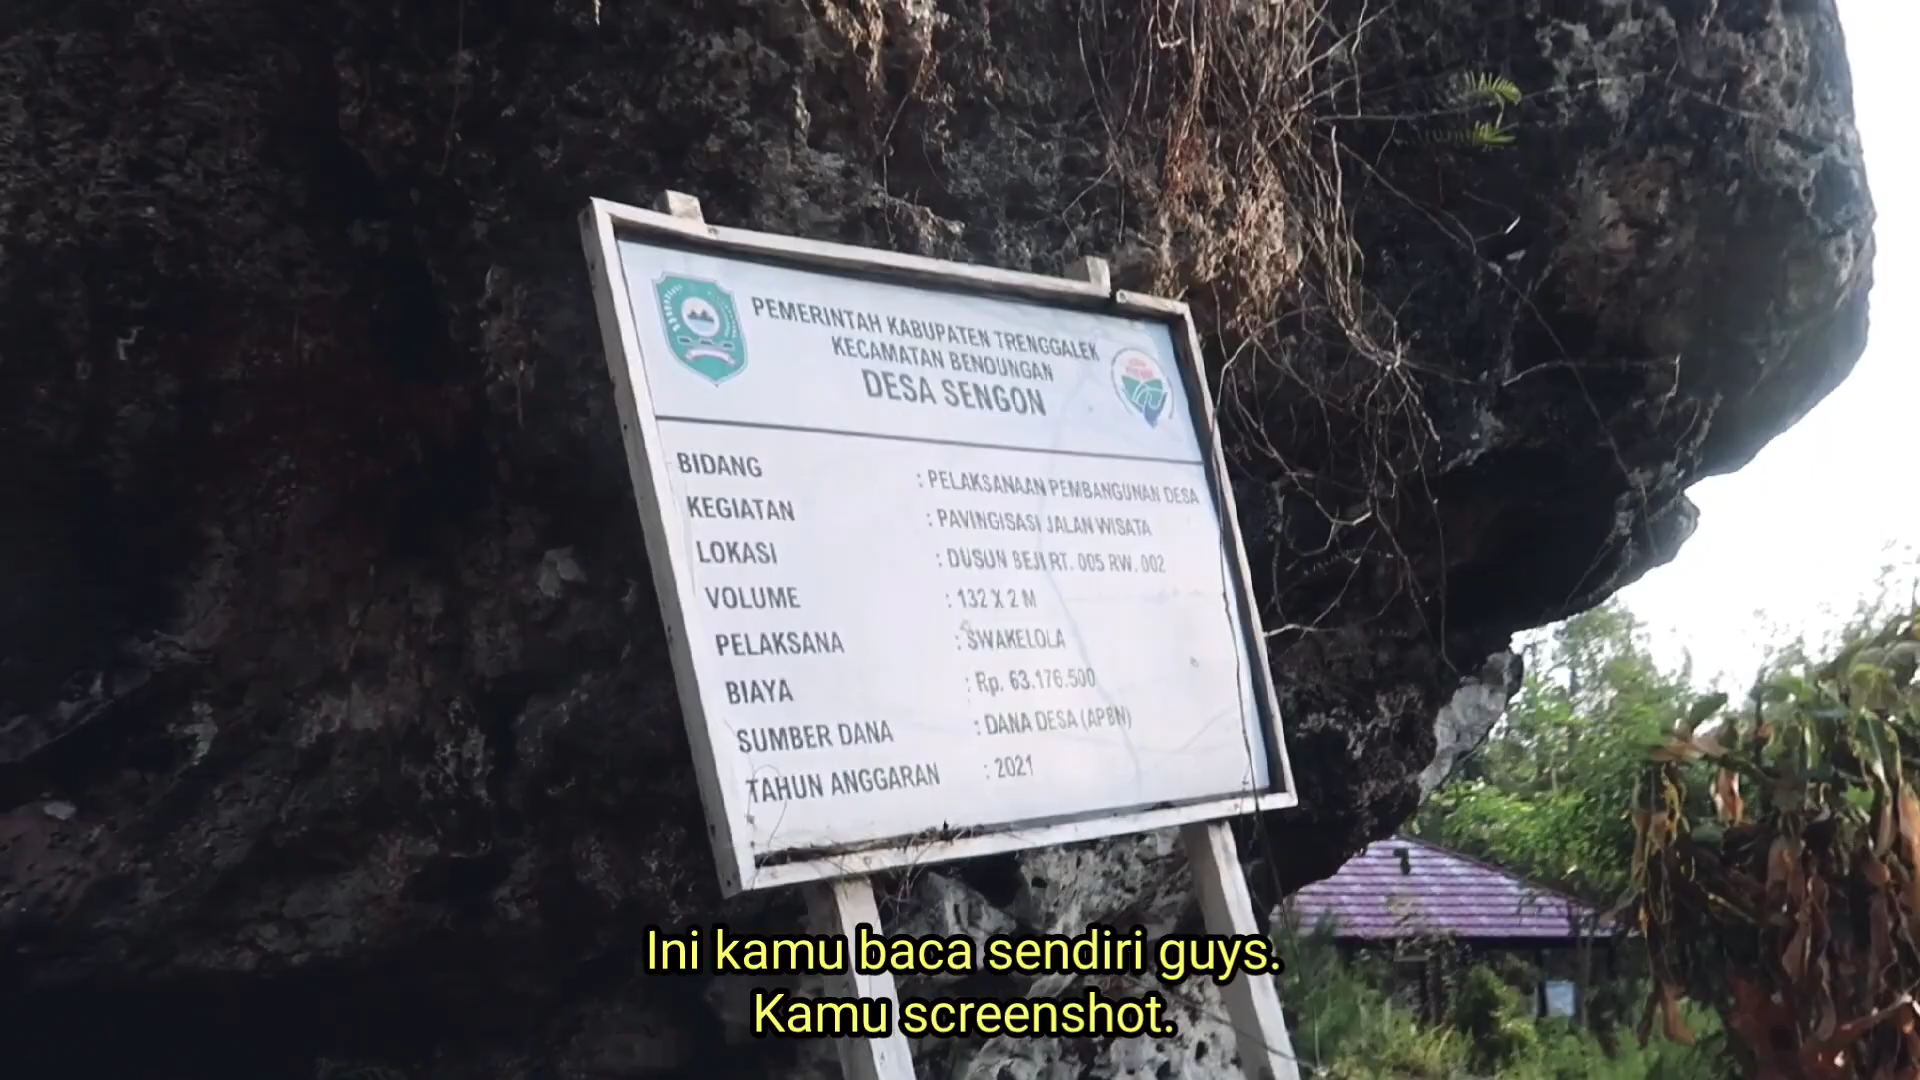 PEMERINTAH KABUPATEN TRENGGALEK
KECAMATAN BENDUNGAN
DESA SENGON
BIDANG : PELAKSANAAN PEMBANGUNAN DESA
KEGIATAN : PAVINGISASI JALAN WISATA
LOKASI : DUSUN BEJI RT. 005 RW. 002
VOLUME : 132 X 2 M
PELAKSANA : SWAKELOLA
BIAYA : Rp. 63.176.500
SUMBER DANA : DANA DESA (APBN)
TAHUN ANGGARAN : 2021
Ini kamu baca sendiri guys.
Kamu screenshot.